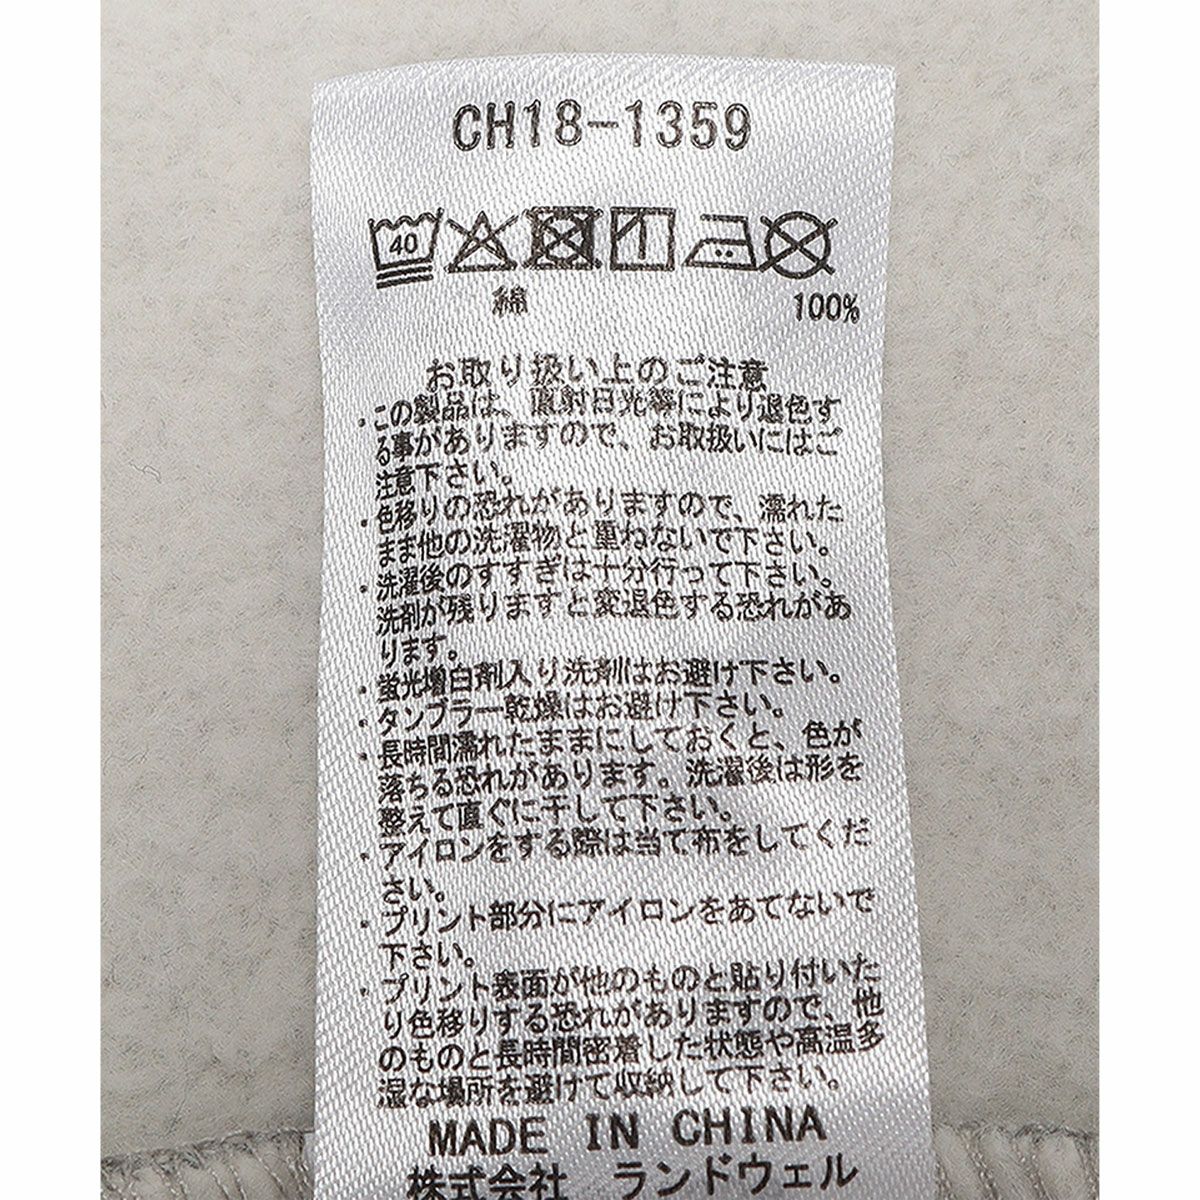 CH18-1359
40
綿 100%
お取り扱い上のご注意
・この製品は、直射日光等により退色す
る事がありますので、お取扱いにはご
注意下さい。
・色移りの恐れがありますので、濡れた
まま他の洗濯物と重ねないで下さい。
・洗濯後のすすぎは十分行って下さい。
洗剤が残りますと変退色する恐れがあ
ります。
・蛍光増白剤入り洗剤はお避け下さい。
・タンブラー乾燥はお避け下さい。
・長時間濡れたままにしておくと、色が
落ちる恐れがあります。洗濯後は形を
整えて直ぐに干して下さい。
・アイロンをする際は当て布をしてくだ
さい。
・プリント部分にアイロンをあてないで
下さい。
・プリント表面が他のものと貼り付いた
り色移りする恐れがありますので、他
のものと長時間密着した状態や高温多
湿な場所を避けて収納して下さい。
MADE IN CHINA
株式会社 ランドウェル